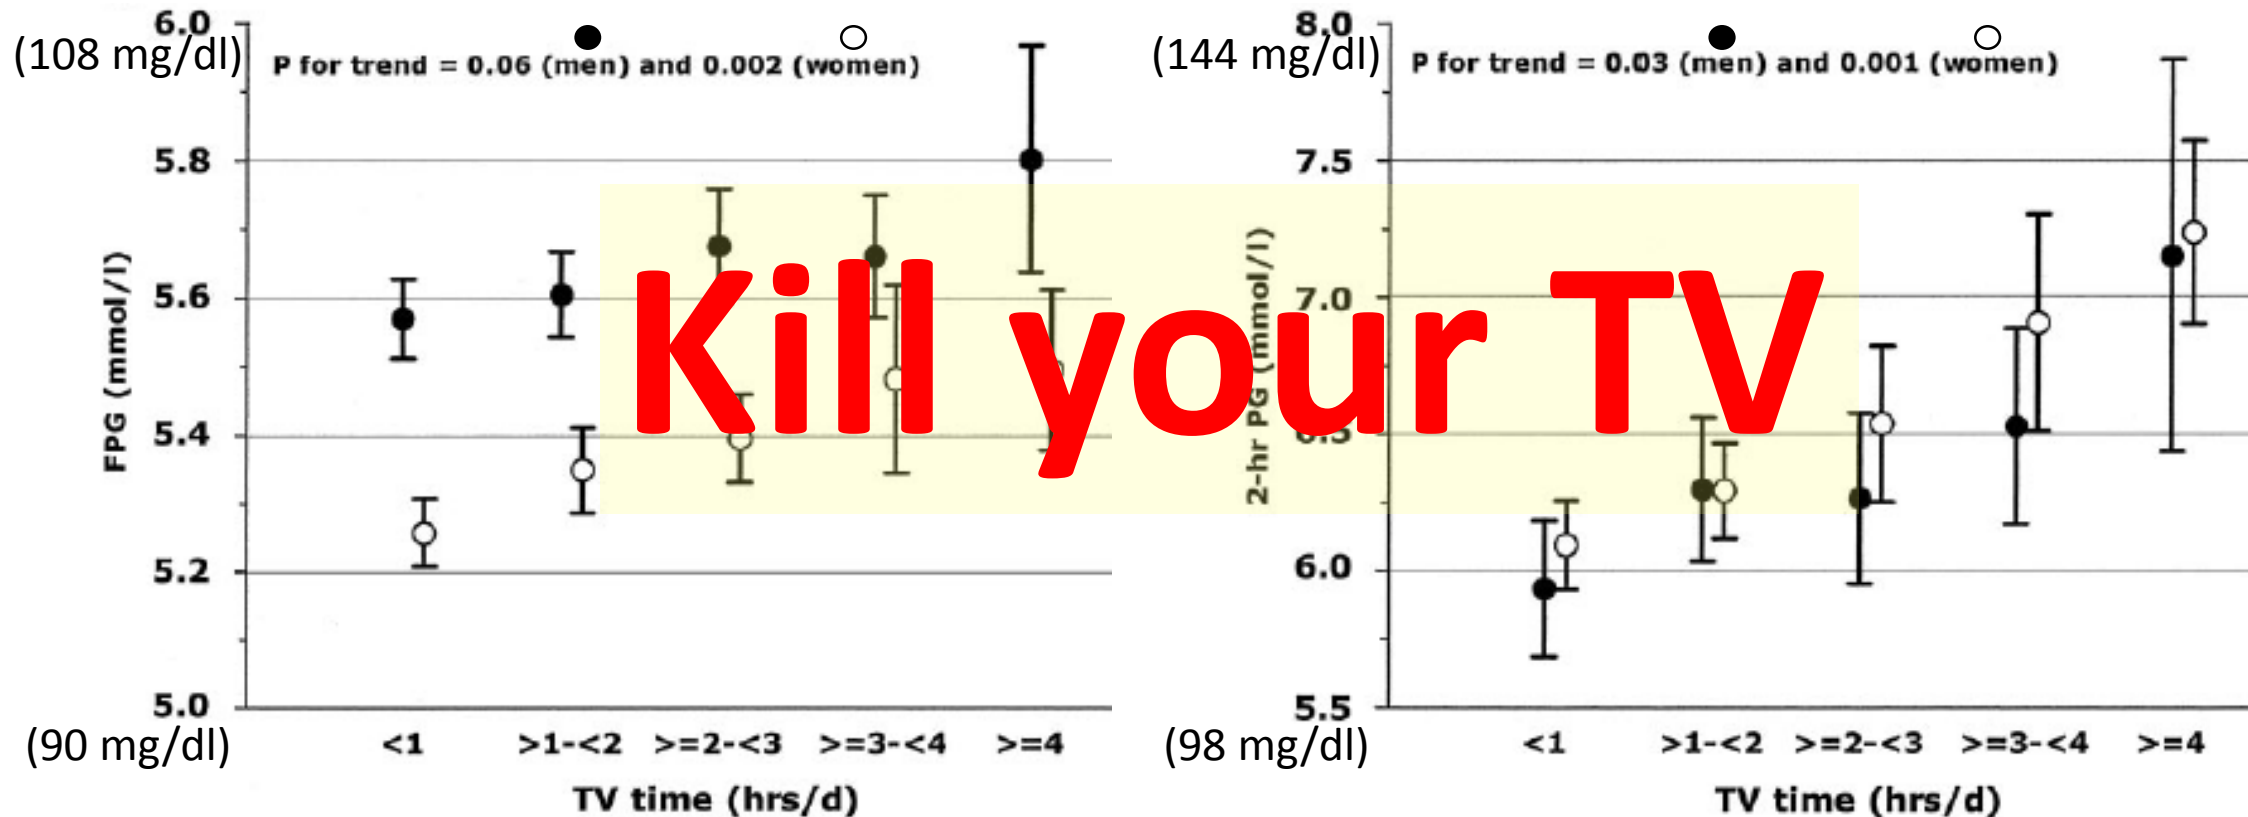 6.0
(108 mg/dl)
P for trend = 0.06 (men) and 0.002 (women)
5.8
5.6
5.4
5.2
5.0
(90 mg/dl)
FPG (mmol/l)
<1 >1-<2 >=2-<3 >=3-<4 >=4
TV time (hrs/d)
8.0
(144 mg/dl)
P for trend = 0.03 (men) and 0.001 (women)
7.5
7.0
6.0
5.5
(98 mg/dl)
2-hr PG (mmol/l)
<1 >1-<2 >=2-<3 >=3-<4 >=4
TV time (hrs/d)
Kill your TV